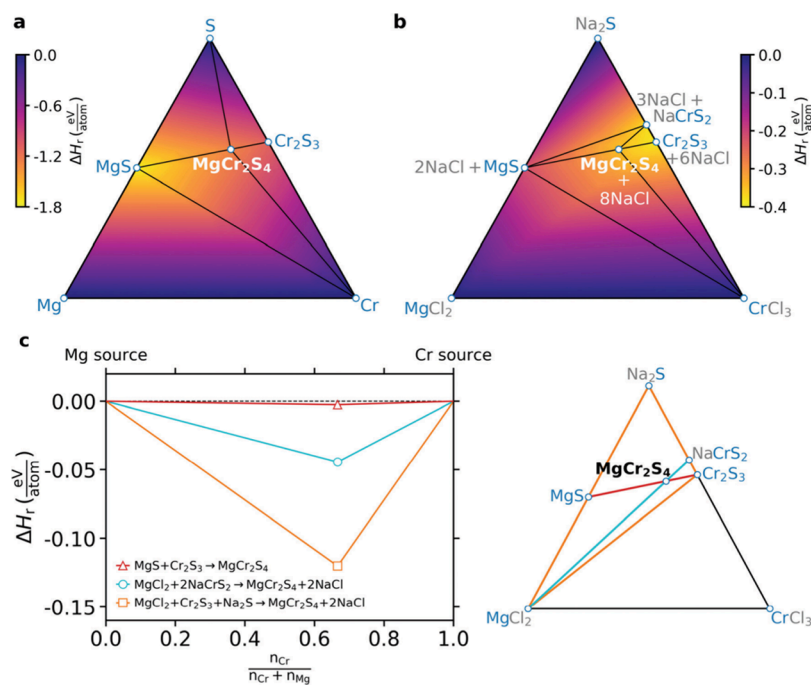 a
S
0.0
-0.6
-1.2
-1.8
ΔHᵣ (eV/atom)
MgS
Cr₂S₃
MgCr₂S₄
Mg
Cr
b
Na₂S
3NaCl +
NaCrS₂
Cr₂S₃
+6NaCl
2NaCl + MgS
MgCr₂S₄
+
8NaCl
MgCl₂
CrCl₃
0.0
-0.1
-0.2
-0.3
-0.4
ΔHᵣ (eV/atom)
c
Mg source
Cr source
0.00
-0.05
-0.10
-0.15
ΔHᵣ (eV/atom)
MgS+Cr₂S₃→MgCr₂S₄
MgCl₂+2NaCrS₂→MgCr₂S₄+2NaCl
MgCl₂+Cr₂S₃+Na₂S→MgCr₂S₄+2NaCl
0.0 0.2 0.4 0.6 0.8 1.0
n_Cr
n_Cr + n_Mg
Na₂S
NaCrS₂
MgCr₂S₄
Cr₂S₃
MgS
MgCl₂
CrCl₃